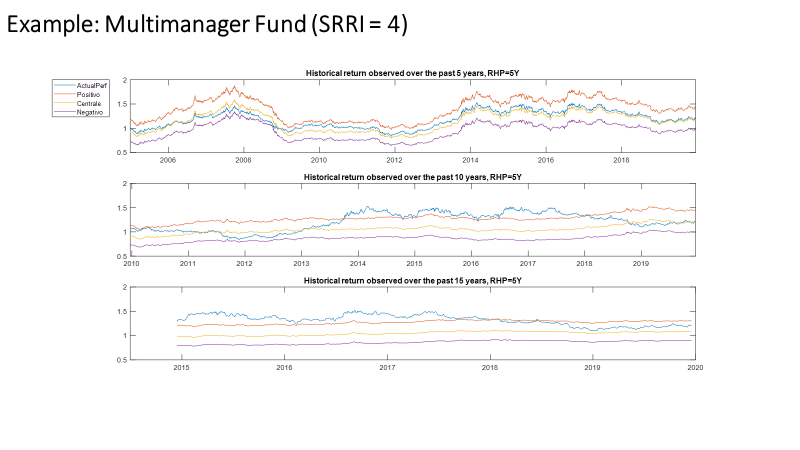 Example: Multimanager Fund (SRRI = 4)
Historical return observed over the past 5 years, RHP=5Y
ActualPerf
Positivo
Centrale
Negativo
2
1.5
1
0.5
2006 2008 2010 2012 2014 2016 2018
Historical return observed over the past 10 years, RHP=5Y
2
1.5
1
0.5
2010 2011 2012 2013 2014 2015 2016 2017 2018 2019
Historical return observed over the past 15 years, RHP=5Y
2
1.5
1
0.5
2015 2016 2017 2018 2019 2020